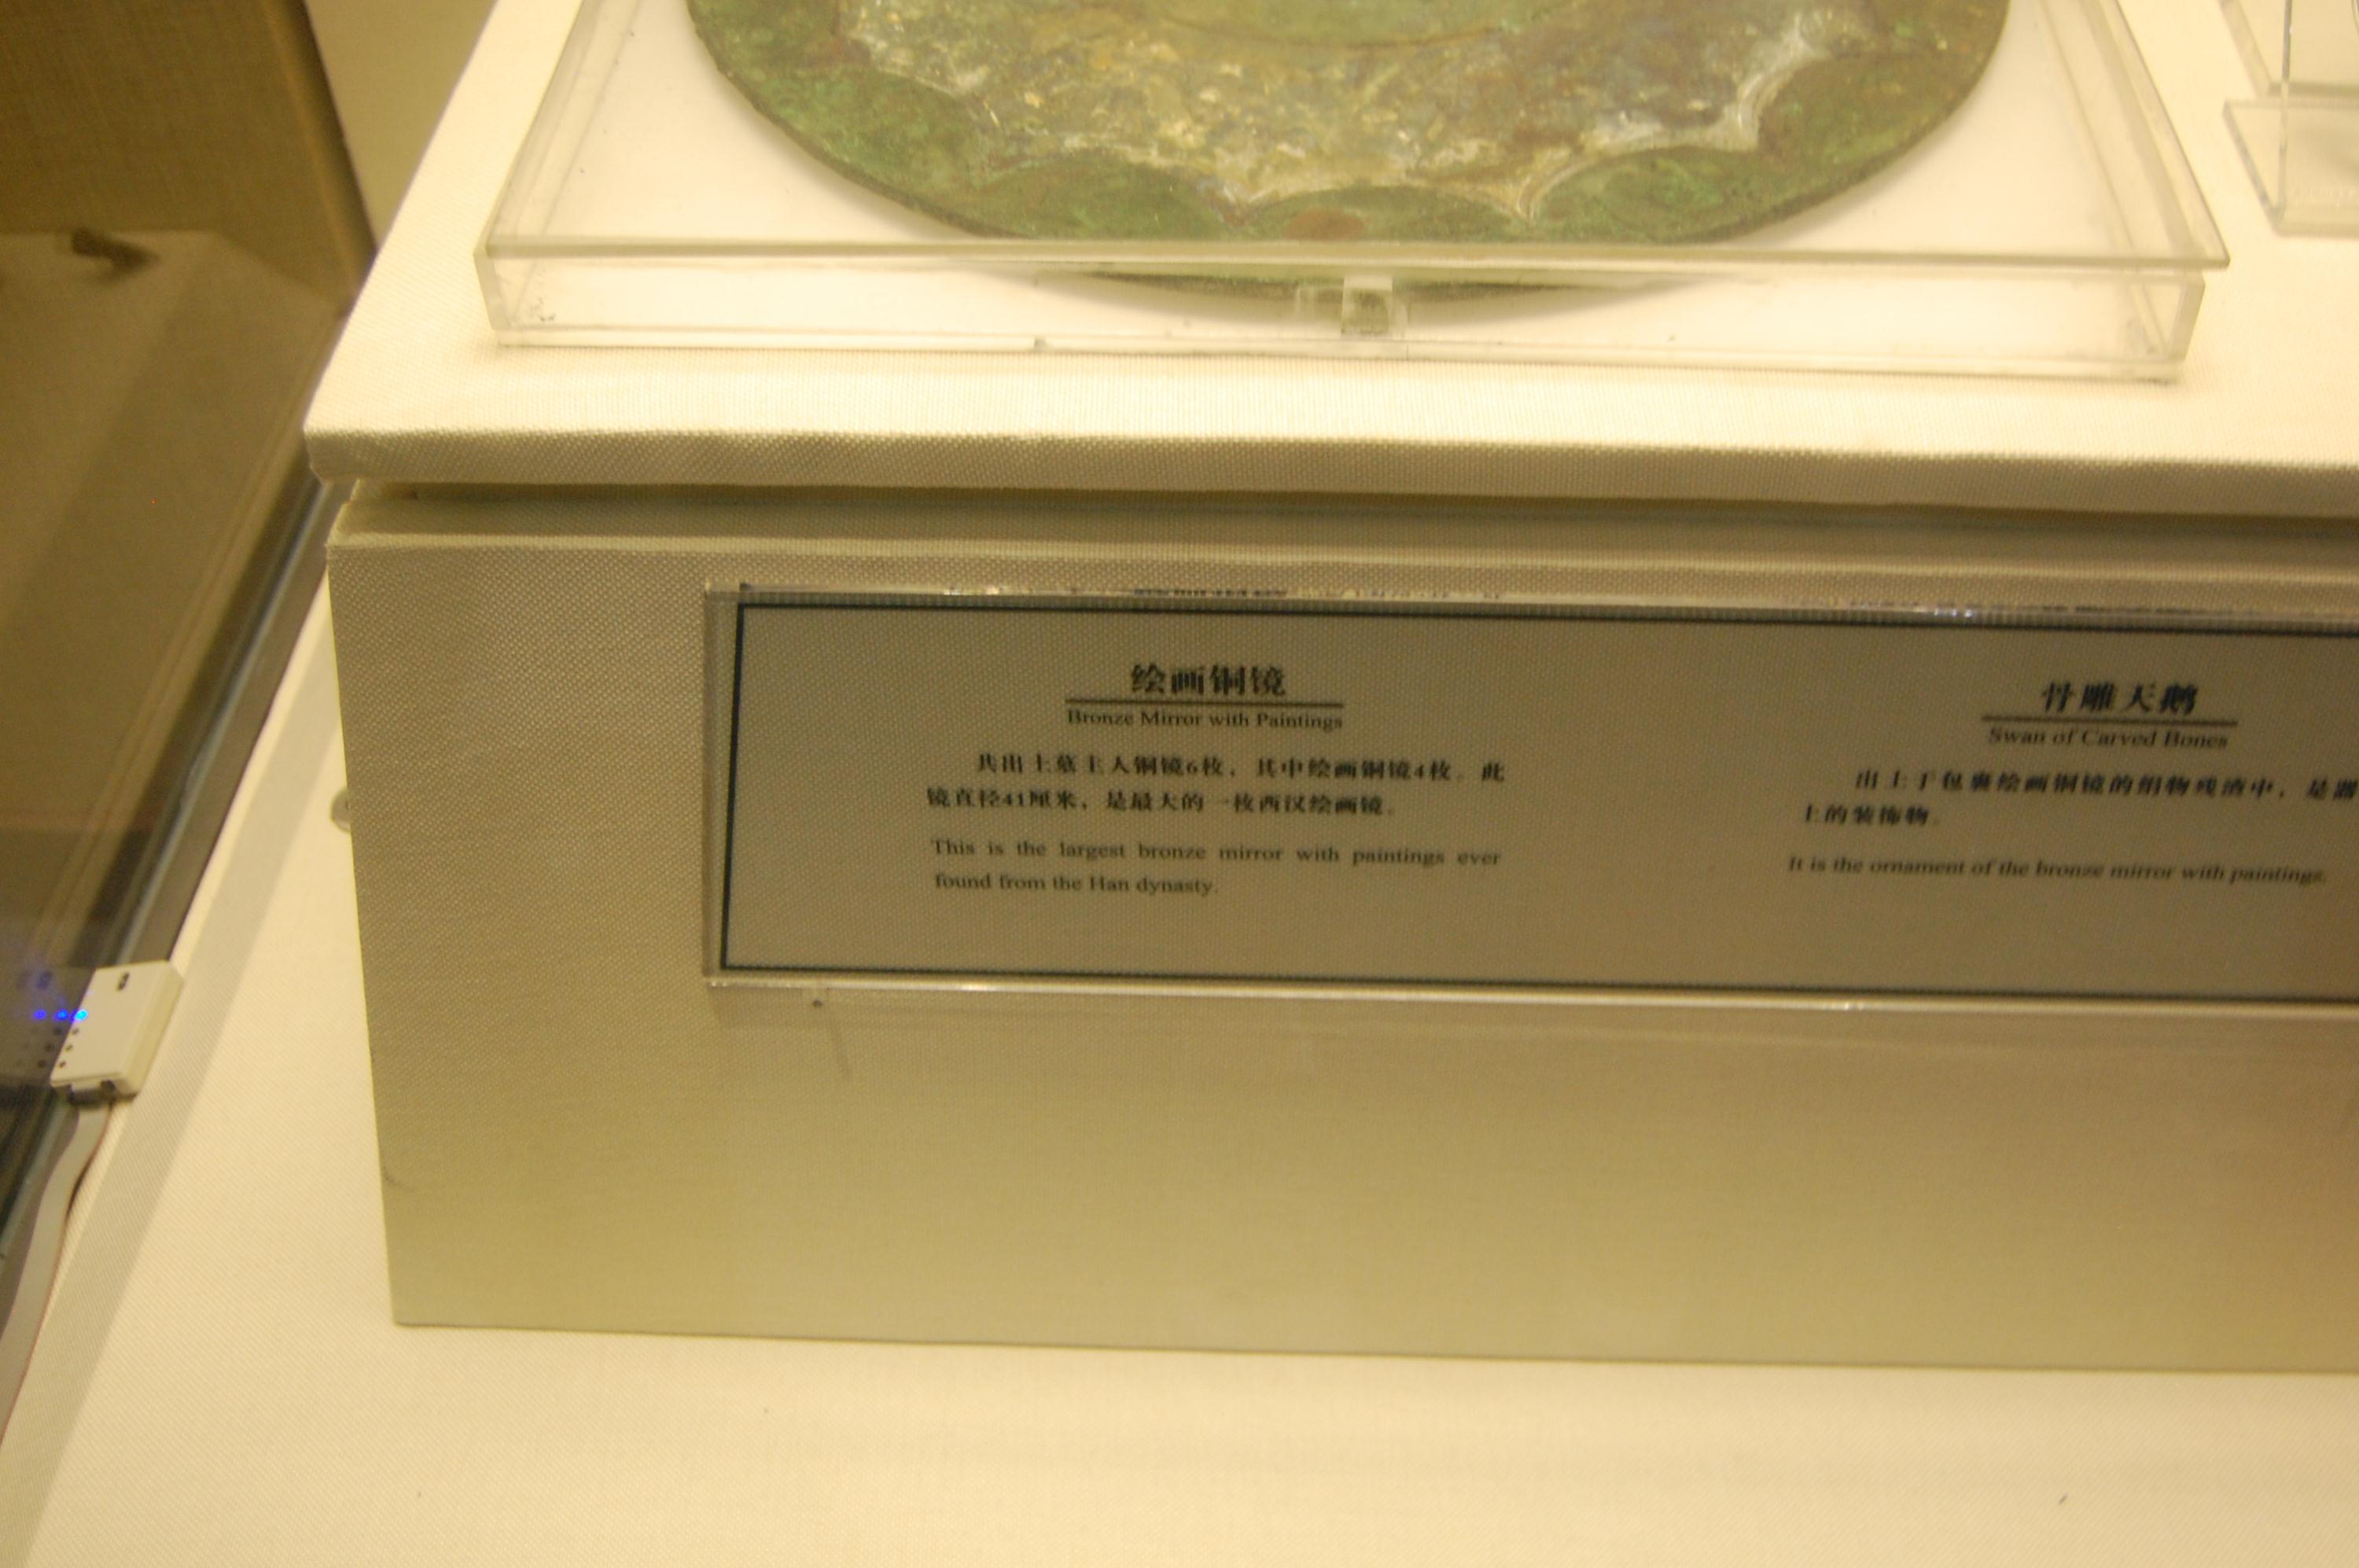 绘画铜镜
Bronze Mirror with Paintings
共出土墓主人铜镜6枚，其中绘画铜镜4枚。此
镜直径41厘米，是最大的一枚西汉绘画镜。
This is the largest bronze mirror with paintings ever
found from the Han dynasty.
骨雕天鹅
Swan of Carved Bones
出土于包裹绘画铜镜的绢物残渣中，是
上的装饰物。
It is the ornament of the bronze mirror with paintings.